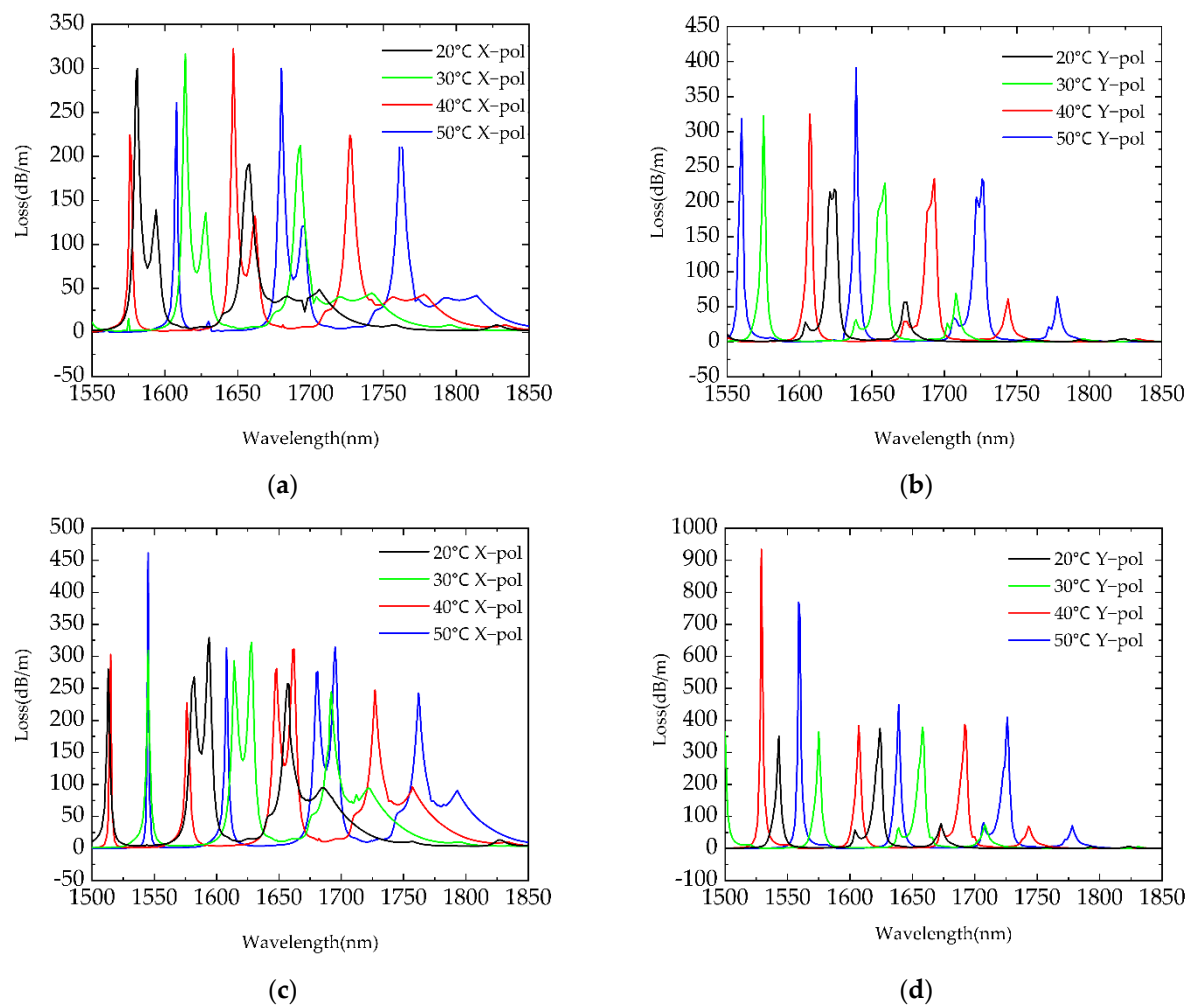 350
300
250
200
150
100
50
0
-50
Loss(dB/m)
20°C X-pol
30°C X-pol
40°C X-pol
50°C X-pol
1550 1600 1650 1700 1750 1800 1850
Wavelength(nm)
(a)
450
400
350
300
250
200
150
100
50
0
-50
Loss(dB/m)
20°C Y-pol
30°C Y-pol
40°C Y-pol
50°C Y-pol
1550 1600 1650 1700 1750 1800 1850
Wavelength (nm)
(b)
500
450
400
350
300
250
200
150
100
50
0
-50
Loss(dB/m)
20°C X−pol
30°C X−pol
40°C X−pol
50°C X−pol
1500 1550 1600 1650 1700 1750 1800 1850
Wavelength(nm)
(c)
1000
900
800
700
600
500
400
300
200
100
0
-100
Loss(dB/m)
20°C Y−pol
30°C Y−pol
40°C Y−pol
50°C Y−pol
1500 1550 1600 1650 1700 1750 1800 1850
Wavelength(nm)
(d)